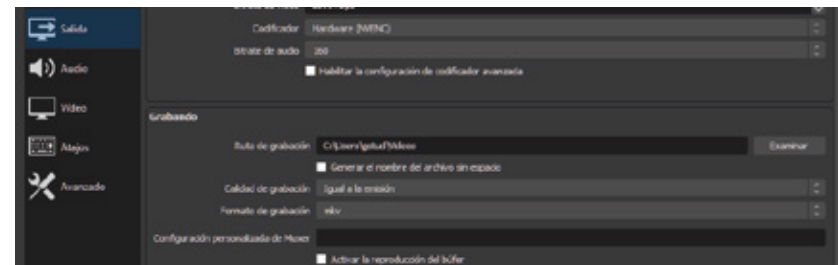 Salida
Codificador Hardware (NVENC)
Bitrate de audio 160
Habilitar la configuración de codificador avanzada
Audio
Vídeo
Grabando
Atajos
Ruta de grabación Examinar
Generar el nombre del archivo sin espacio
Avanzado
Calidad de grabación Igual a la emisión
Formato de grabación mkv
Configuración personalizada de Muxer
Activar la reproducción del búfer